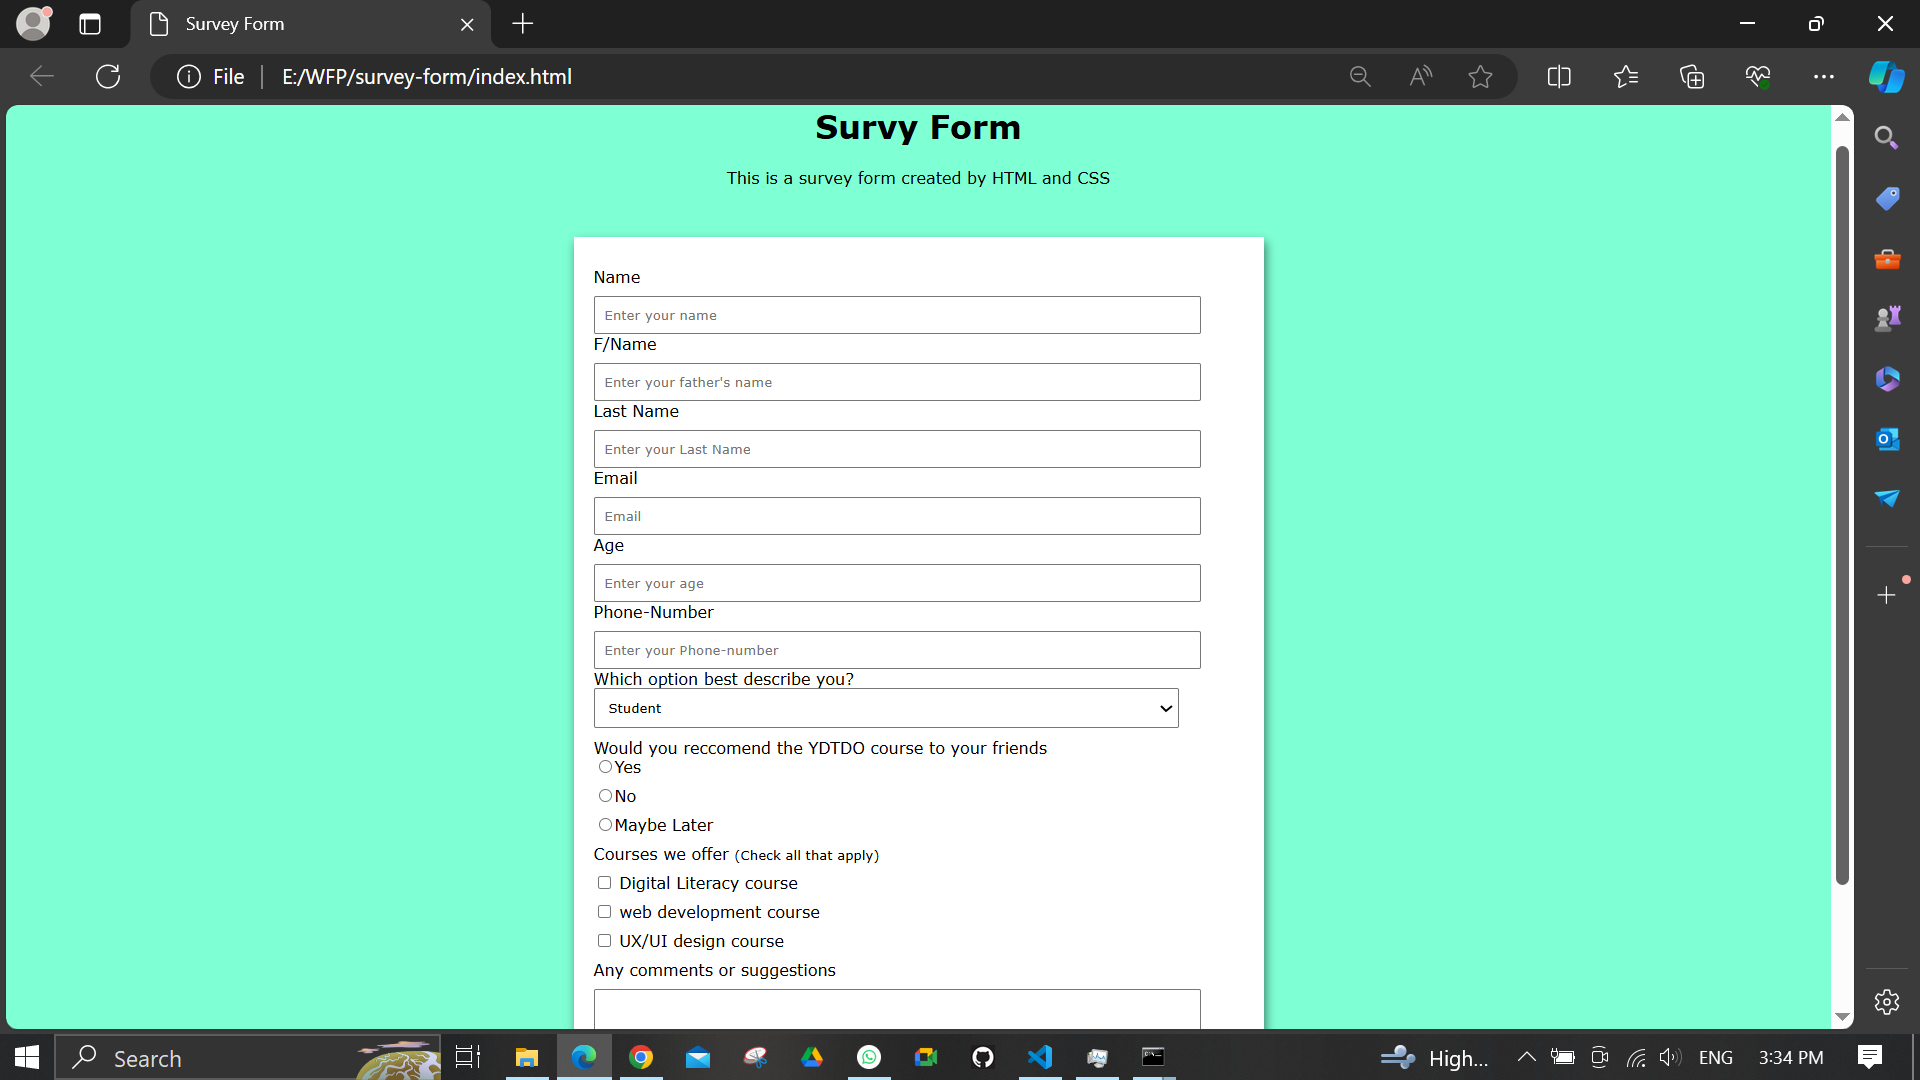 Survey Form
File
E:/WFP/survey-form/index.html
Survy Form
This is a survey form created by HTML and CSS
Name
Enter your name
F/Name
Enter your father's name
Last Name
Enter your Last Name
Email
Email
Age
Enter your age
Phone-Number
Enter your Phone-number
Which option best describe you?
Student
Would you reccomend the YDTDO course to your friends
Yes
No
Maybe Later
Courses we offer (Check all that apply)
Digital Literacy course
web development course
UX/UI design course
Any comments or suggestions
Search
High...
ENG
3:34 PM